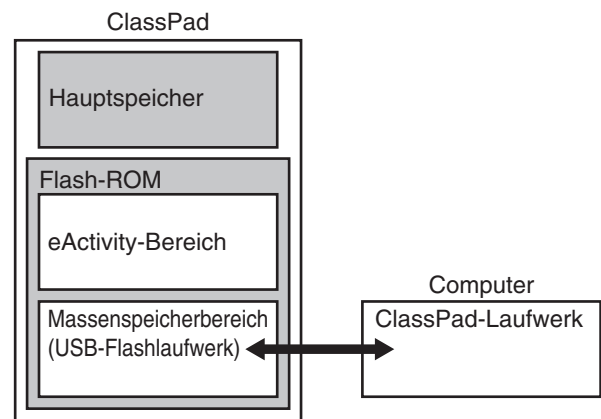 ClassPad
Hauptspeicher
Flash-ROM
eActivity-Bereich
Massenspeicherbereich
(USB-Flashlaufwerk)
Computer
ClassPad-Laufwerk